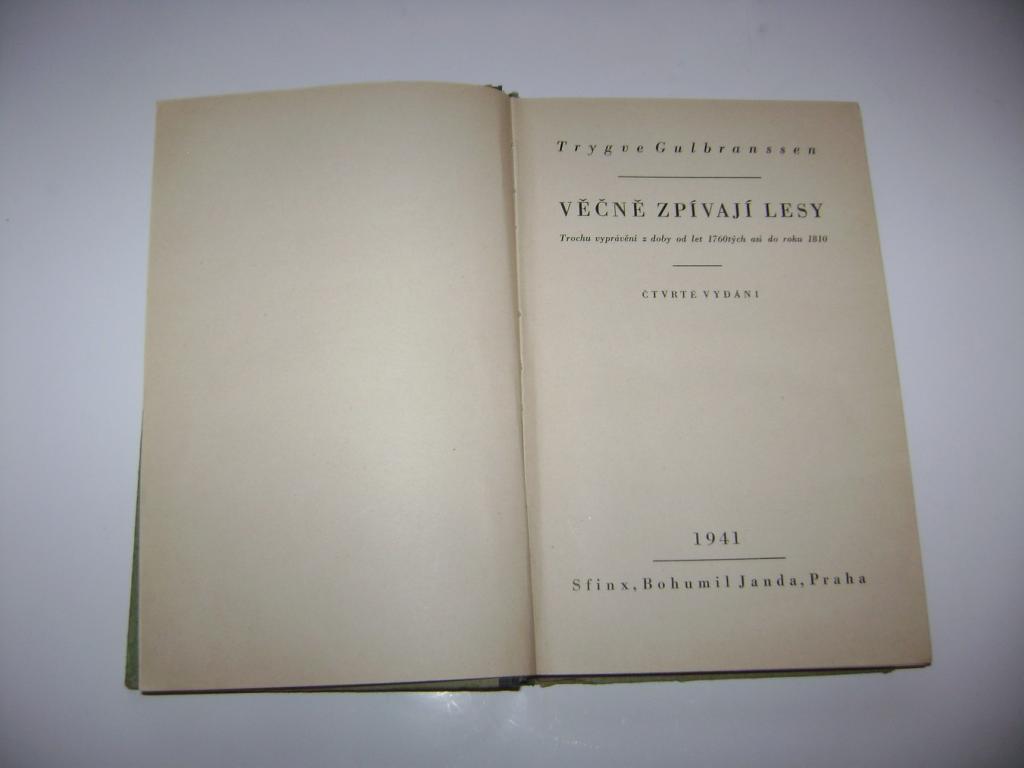 Trygve Gulbranssen
VĚČNĚ ZPÍVAJÍ LESY
Trochu vyprávění z doby od let 1760tých asi do roku 1810
ČTVRTÉ VYDÁNÍ
1941
Sfinx, Bohumil Janda, Praha